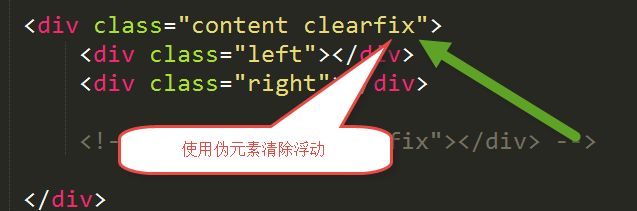 <div class="content clearfix">
<div class="left"></div>
<div class="right" div>
<!- fix"></div> -->
使用伪元素清除浮动
</div>